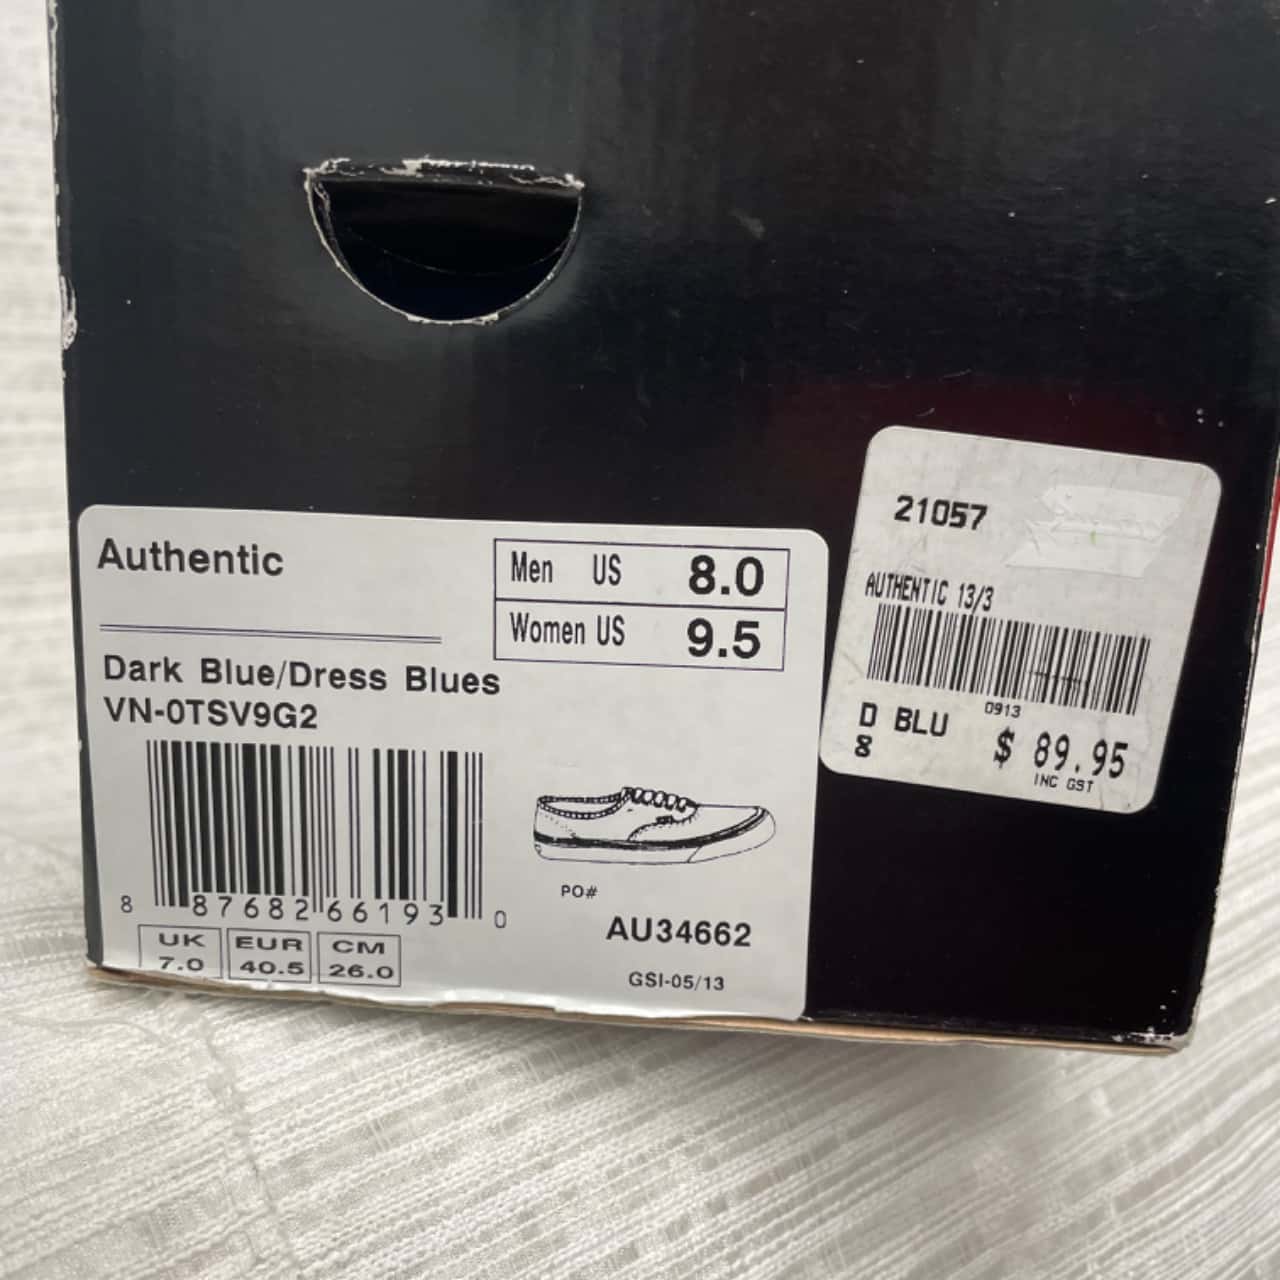 Authentic
Men US 8.0
Women US 9.5
Dark Blue/Dress Blues
VN-0TSV9G2
8 87682 66193 0
UK EUR CM
7.0 40.5 26.0
PO#
AU34662
GSI-05/13
21057
AUTHENTIC 13/3
0913
D BLU
8
$ 89.95
INC GST